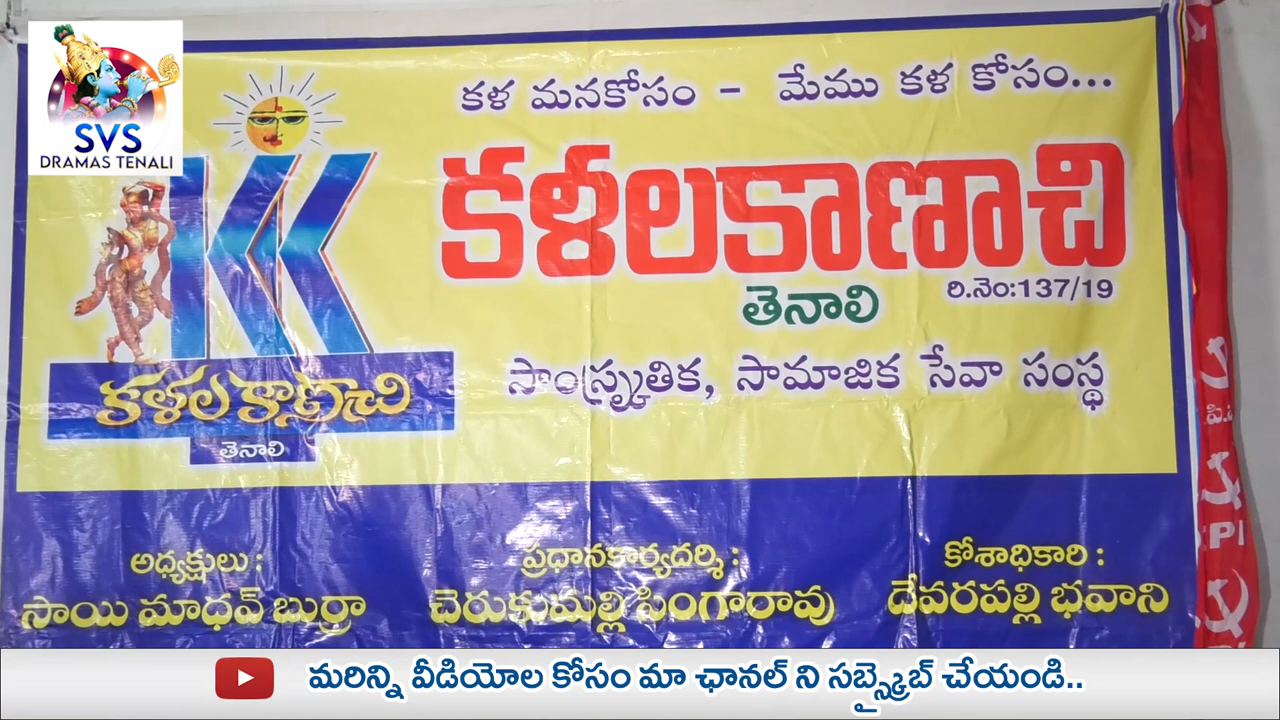 SVS
DRAMAS TENALI
కళ మనకోసం - మేము కళ కోసం...
కళలకాణాచి
తెనాలి
రి.నెం:137/19
సాంస్కృతిక, సామాజిక సేవా సంస్థ
కళల కాణాచి
తెనాలి
అధ్యక్షులు :
సాయి మాధవ్ బుర్రా
ప్రధానకార్యదర్శి :
చెరుకుమల్లి సింగారావు
కోశాధికారి :
దేవరపల్లి భవాని
మరిన్ని వీడియోల కోసం మా ఛానల్ ని సబ్స్క్రైబ్ చేయండి..